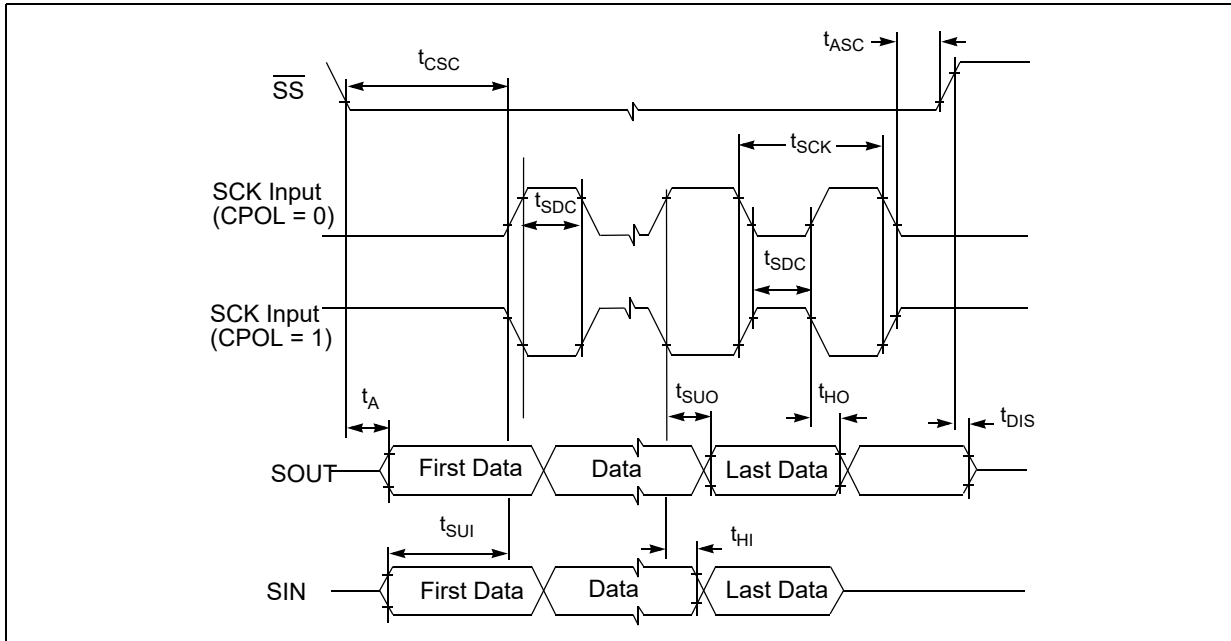 tASC
tCSC
SS
tSCK
SCK Input
(CPOL = 0)
tSDC
tSDC
SCK Input
(CPOL = 1)
tSUO
tHO
tA
tDIS
SOUT
First Data
Data
Last Data
tSUI
tHI
SIN
First Data
Data
Last Data